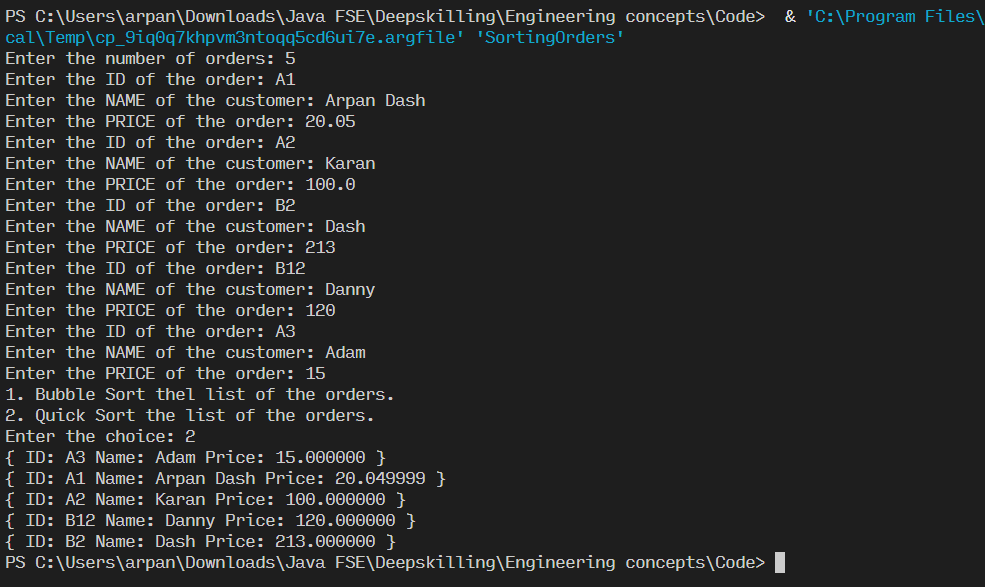 PS C:\Users\arpan\Downloads\Java FSE\Deepskilling\Engineering concepts\Code>  & 'C:\Program Files\
cal\Temp\cp_9iq0q7khpvm3ntoqq5cd6ui7e.argfile' 'SortingOrders'
Enter the number of orders: 5
Enter the ID of the order: A1
Enter the NAME of the customer: Arpan Dash
Enter the PRICE of the order: 20.05
Enter the ID of the order: A2
Enter the NAME of the customer: Karan
Enter the PRICE of the order: 100.0
Enter the ID of the order: B2
Enter the NAME of the customer: Dash
Enter the PRICE of the order: 213
Enter the ID of the order: B12
Enter the NAME of the customer: Danny
Enter the PRICE of the order: 120
Enter the ID of the order: A3
Enter the NAME of the customer: Adam
Enter the PRICE of the order: 15
1. Bubble Sort thel list of the orders.
2. Quick Sort the list of the orders.
Enter the choice: 2
{ ID: A3 Name: Adam Price: 15.000000 }
{ ID: A1 Name: Arpan Dash Price: 20.049999 }
{ ID: A2 Name: Karan Price: 100.000000 }
{ ID: B12 Name: Danny Price: 120.000000 }
{ ID: B2 Name: Dash Price: 213.000000 }
PS C:\Users\arpan\Downloads\Java FSE\Deepskilling\Engineering concepts\Code>